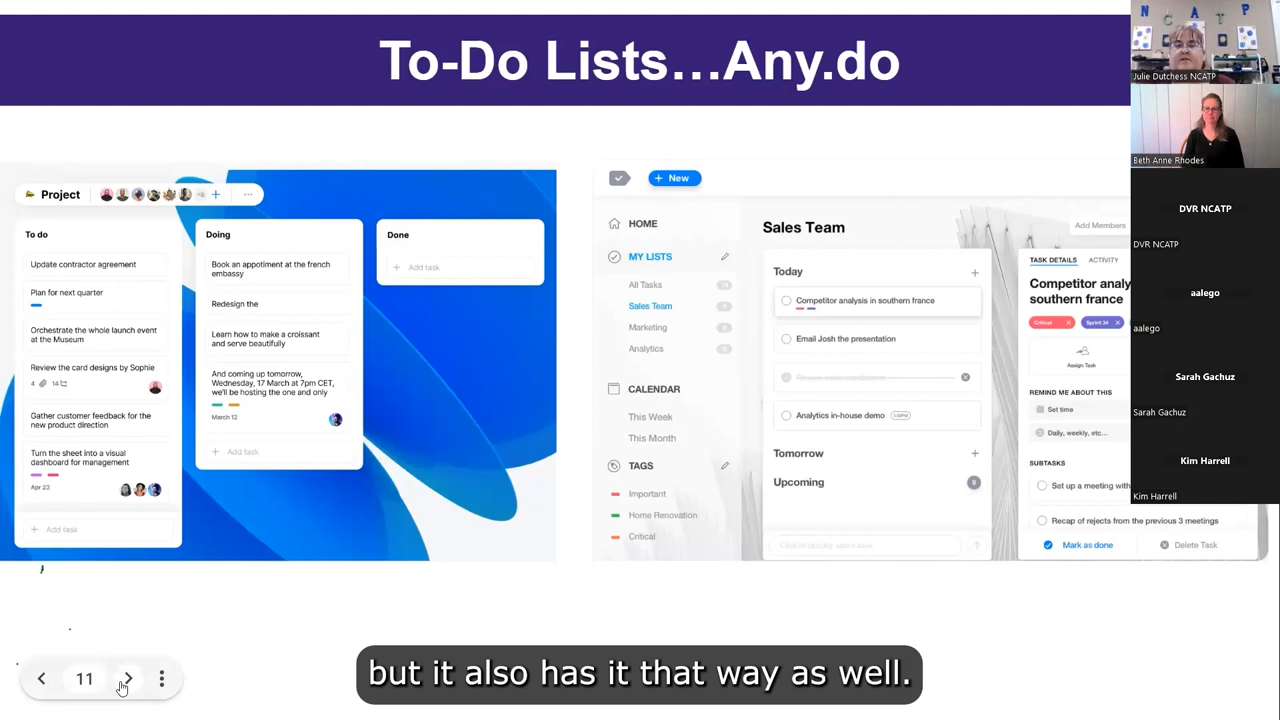 To-Do Lists…Any.do
Project
To do
Update contractor agreement
Plan for next quarter
Orchestrate the whole launch event
at the Museum
Review the card designs by Sophie
4 14
Gather customer feedback for the
new product direction
Turn the sheet into a visual
dashboard for management
Apr 23
+ Add task
Doing
Book an appotiment at the french
embassy
Redesign the
Learn how to make a croissant
and serve beautifully
And coming up tomorrow,
Wednesday, 17 March at 7pm CET,
we'll be hosting the one and only
March 12
+ Add task
Done
+ Add task
+ New
HOME
MY LISTS
All Tasks
Sales Team
Marketing
Analytics
CALENDAR
This Week
This Month
TAGS
Important
Home Renovation
Critical
Sales Team
Add Members
Today
Competitor analysis in southern france
Email Josh the presentation
Analytics in-house demo
Tomorrow
Upcoming 9
TASK DETAILS ACTIVITY
Competitor analy
southern france
Critical Sprint 34
Assign Task
REMIND ME ABOUT THIS
Set time
Daily, weekly, etc...
SUBTASKS
Set up a meeting with
Recap of rejects from the previous 3 meetings
Mark as done Delete Task
N C A T P
Julie Dutchess NCATP
Beth Anne Rhodes
DVR NCATP
DVR NCATP
aalego
aalego
Sarah Gachuz
Sarah Gachuz
Kim Harrell
Kim Harrell
11
but it also has it that way as well.